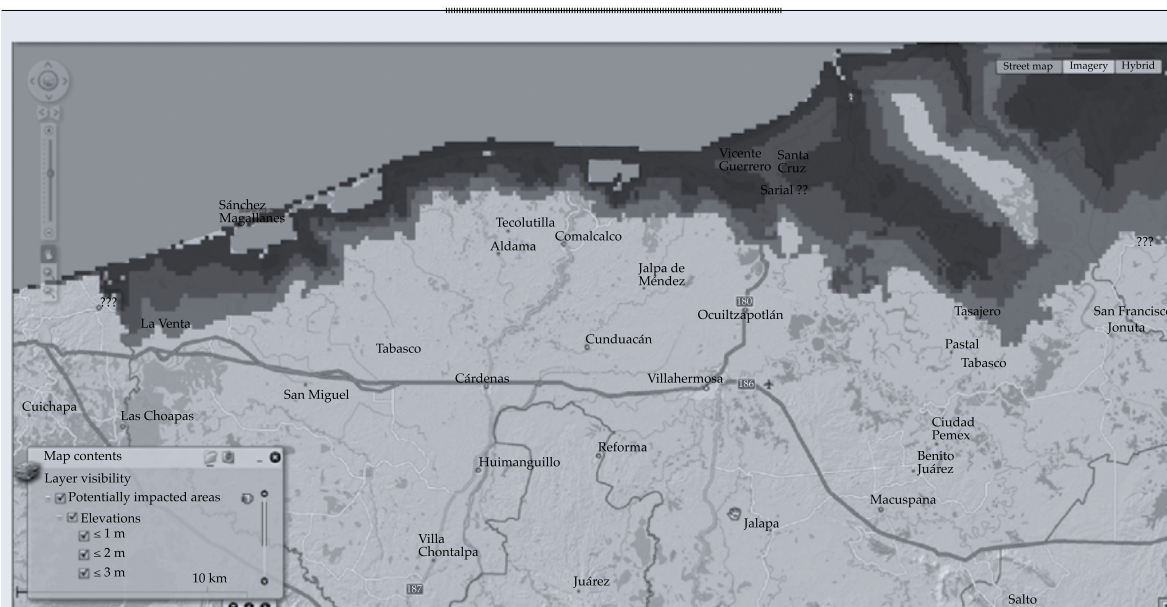 Street map Imagery Hybrid
Vicente
Guerrero
Santa
Cruz
Sarial ??
Sánchez
Magallanes
Tecolutilla
Comalcalco
Aldama
???
Jalpa de
Méndez
???
La Venta
180
Ocuiltzapotlán
Tasajero
San Francisco
Jonuta
Tabasco
Cunduacán
Pastal
Tabasco
Cárdenas
Villahermosa
186
San Miguel
Cuichapa
Las Choapas
Ciudad
Pemex
Reforma
Benito
Juárez
Huimanguillo
Macuspana
Jalapa
Villa
Chontalpa
187
Juárez
Salto
Map contents
Layer visibility
Potentially impacted areas
Elevations
≤ 1 m
≤ 2 m
≤ 3 m
10 km